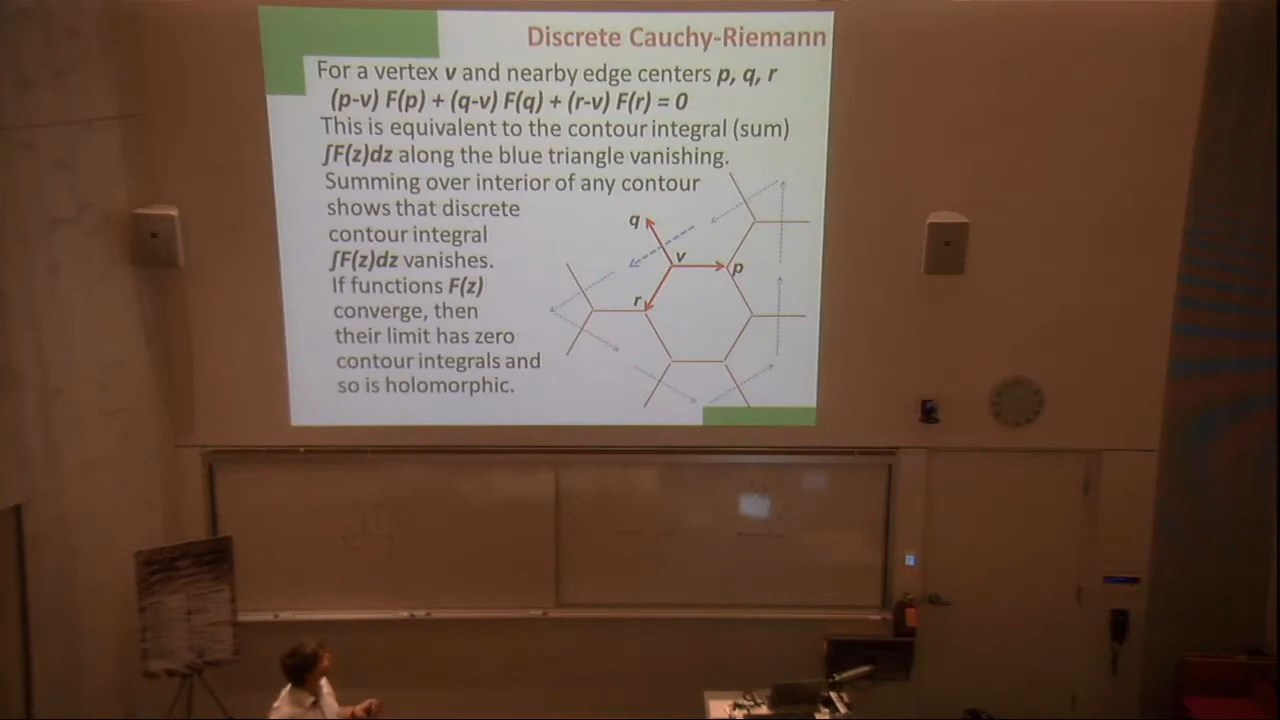 Discrete Cauchy-Riemann
For a vertex v and nearby edge centers p, q, r
(p-v) F(p) + (q-v) F(q) + (r-v) F(r) = 0
This is equivalent to the contour integral (sum)
∫F(z)dz along the blue triangle vanishing.
Summing over interior of any contour
shows that discrete
contour integral
∫F(z)dz vanishes.
If functions F(z)
converge, then
their limit has zero
contour integrals and
so is holomorphic.
q
v
p
r